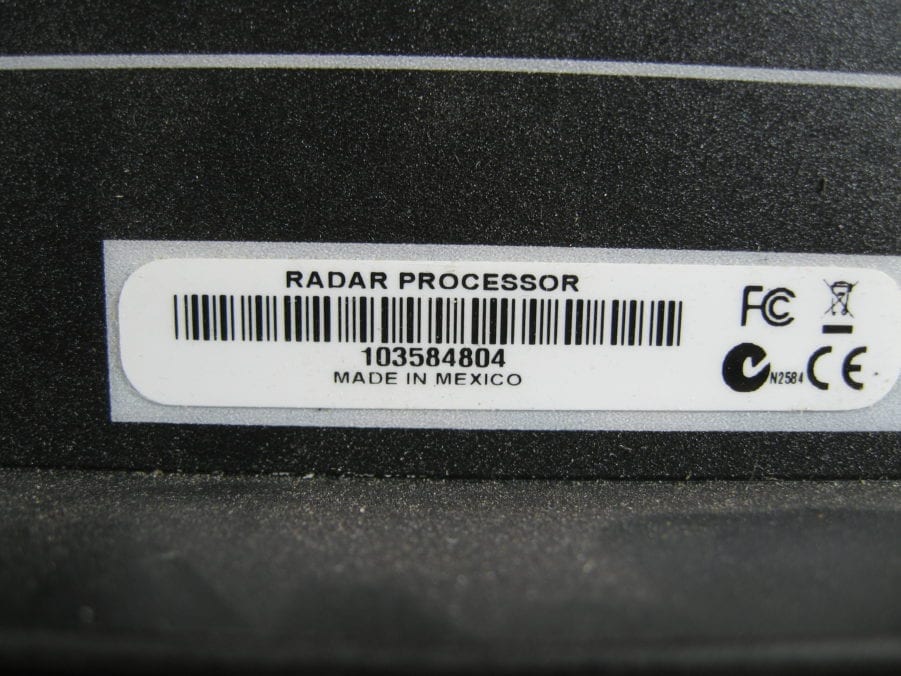 RADAR PROCESSOR
103584804
MADE IN MEXICO
FC
N2584 CE